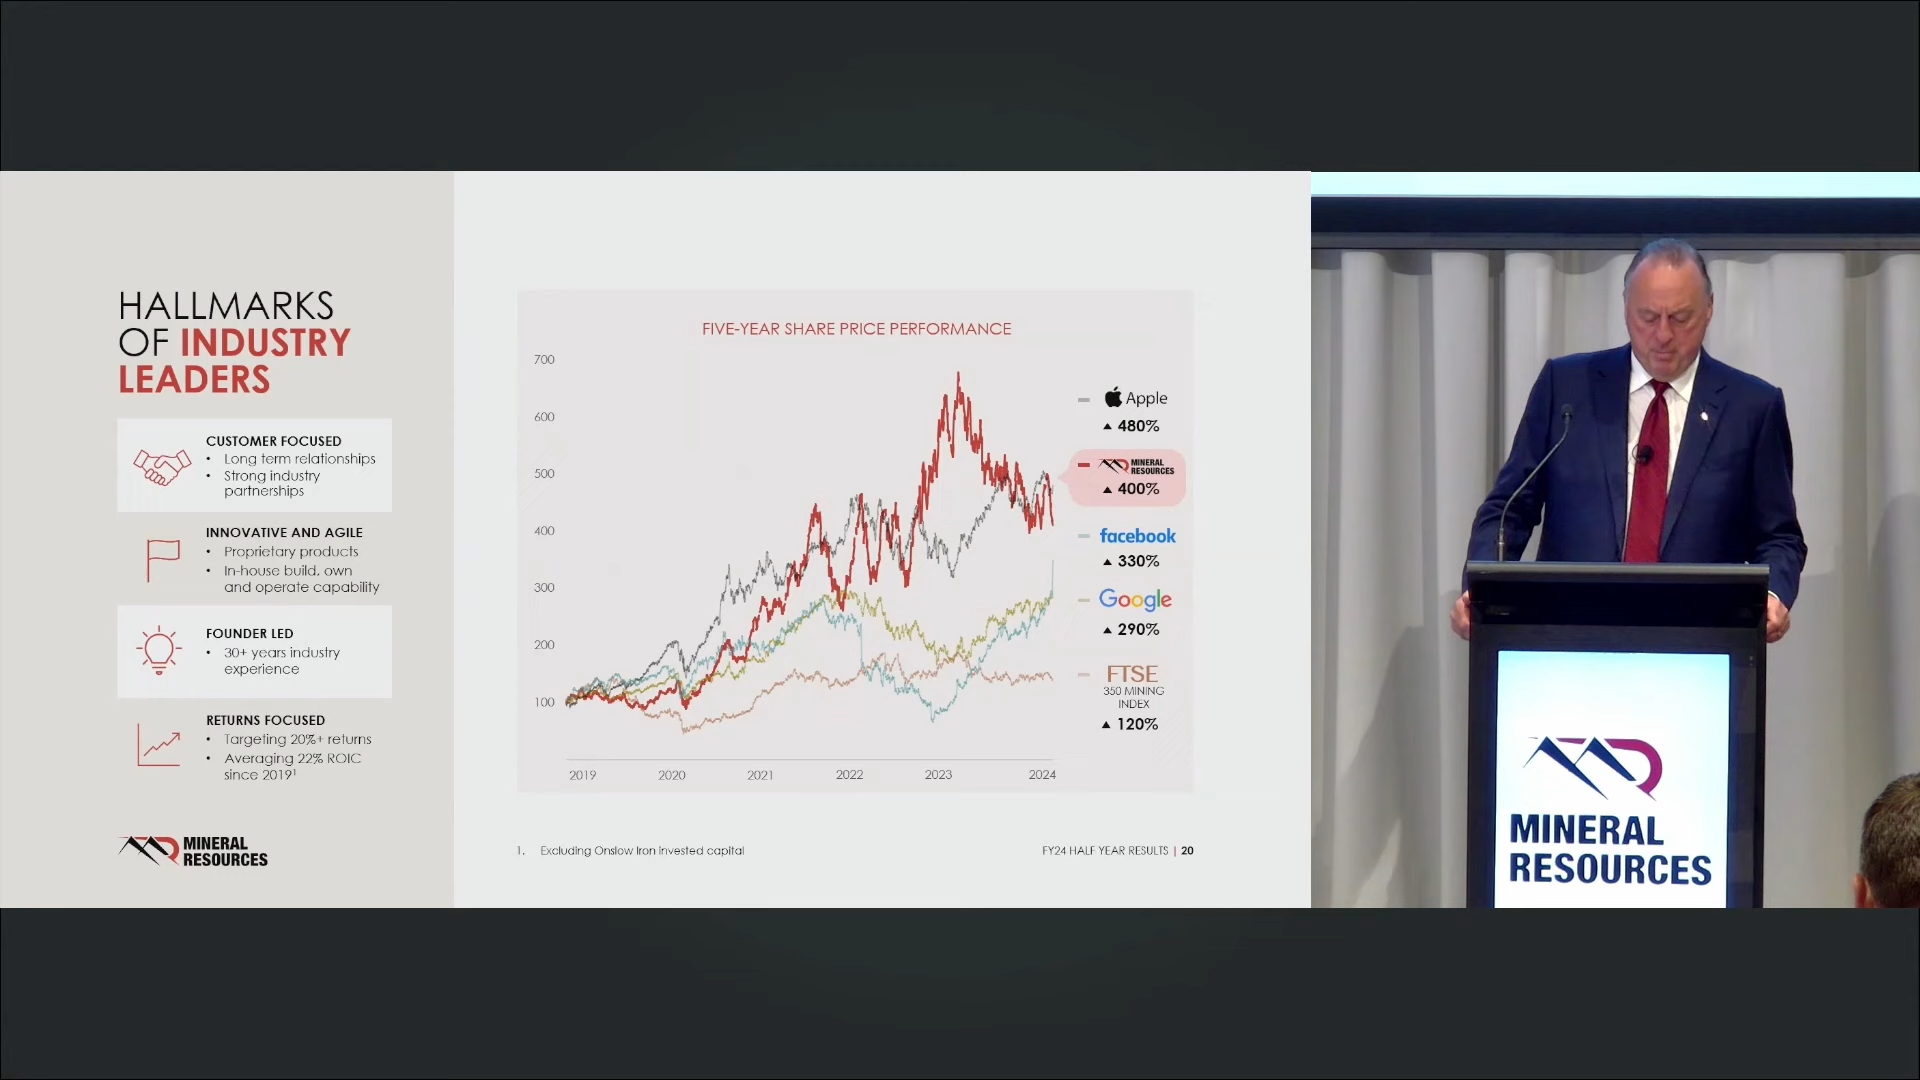 HALLMARKS
OF INDUSTRY
LEADERS
CUSTOMER FOCUSED
• Long term relationships
• Strong industry
partnerships
INNOVATIVE AND AGILE
• Proprietary products
• In-house build, own
and operate capability
FOUNDER LED
• 30+ years industry
experience
RETURNS FOCUSED
• Targeting 20%+ returns
• Averaging 22% ROIC
since 2019¹
MINERAL
RESOURCES
FIVE-YEAR SHARE PRICE PERFORMANCE
700
600
500
400
300
200
100
2019 2020 2021 2022 2023 2024
Apple
▲ 480%
MINERAL
RESOURCES
▲ 400%
facebook
▲ 330%
Google
▲ 290%
FTSE
350 MINING
INDEX
▲ 120%
1. Excluding Onslow Iron invested capital
FY24 HALF YEAR RESULTS | 20
MINERAL
RESOURCES